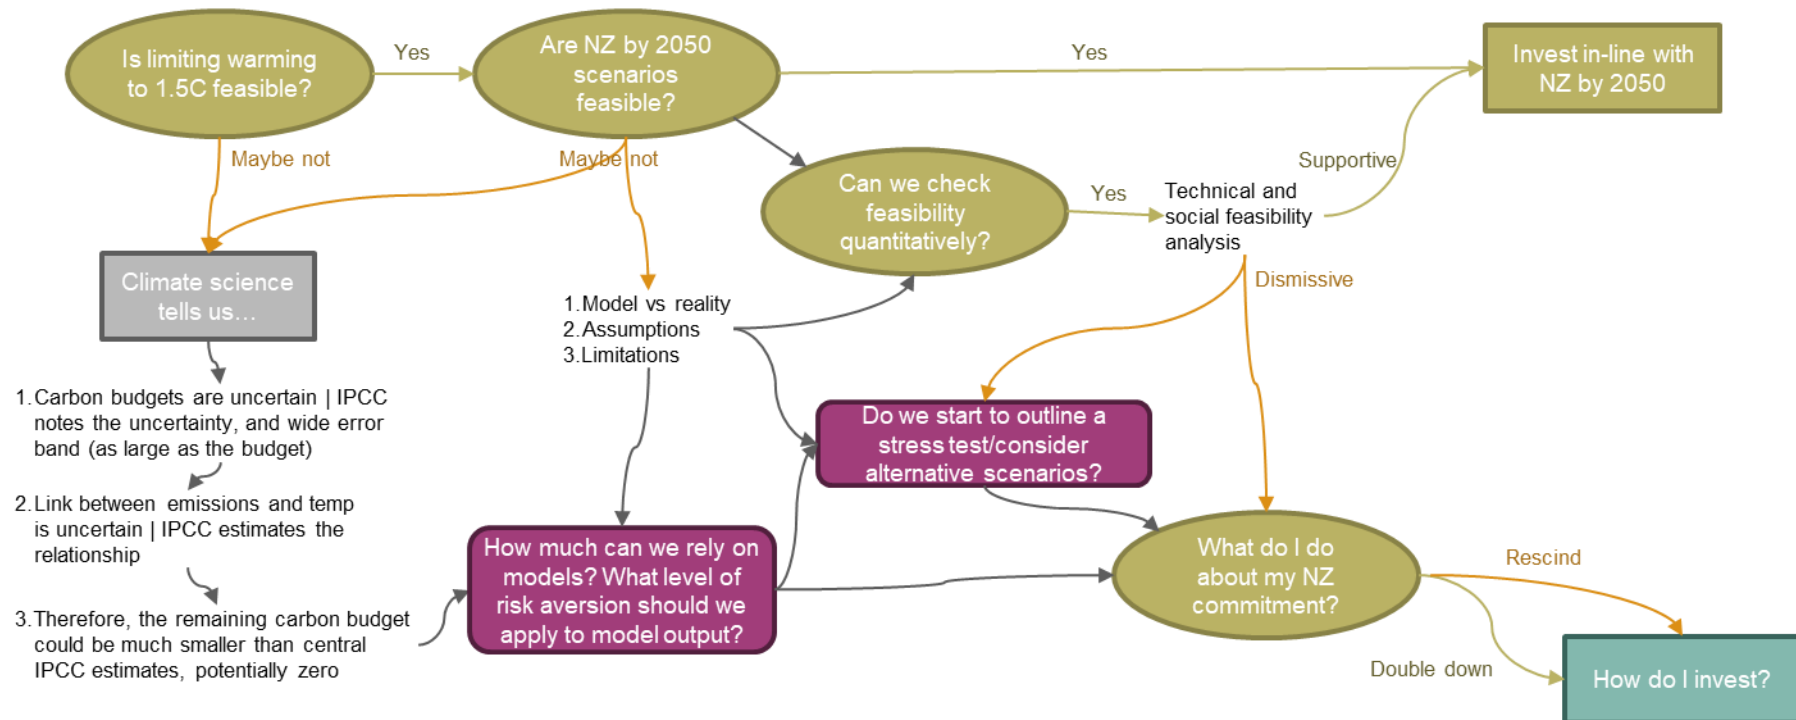 Is limiting warming
to 1.5C feasible?
Yes
Are NZ by 2050
scenarios
feasible?
Yes
Invest in-line with
NZ by 2050
Maybe not
Maybe not
Can we check
feasibility
quantitatively?
Yes
Technical and
social feasibility
analysis
Supportive
Dismissive
Climate science
tells us...
1.Model vs reality
2.Assumptions
3.Limitations
1.Carbon budgets are uncertain | IPCC
notes the uncertainty, and wide error
band (as large as the budget)
2.Link between emissions and temp
is uncertain | IPCC estimates the
relationship
3.Therefore, the remaining carbon budget
could be much smaller than central
IPCC estimates, potentially zero
Do we start to outline a
stress test/consider
alternative scenarios?
How much can we rely on
models? What level of
risk aversion should we
apply to model output?
What do I do
about my NZ
commitment?
Rescind
Double down
How do I invest?